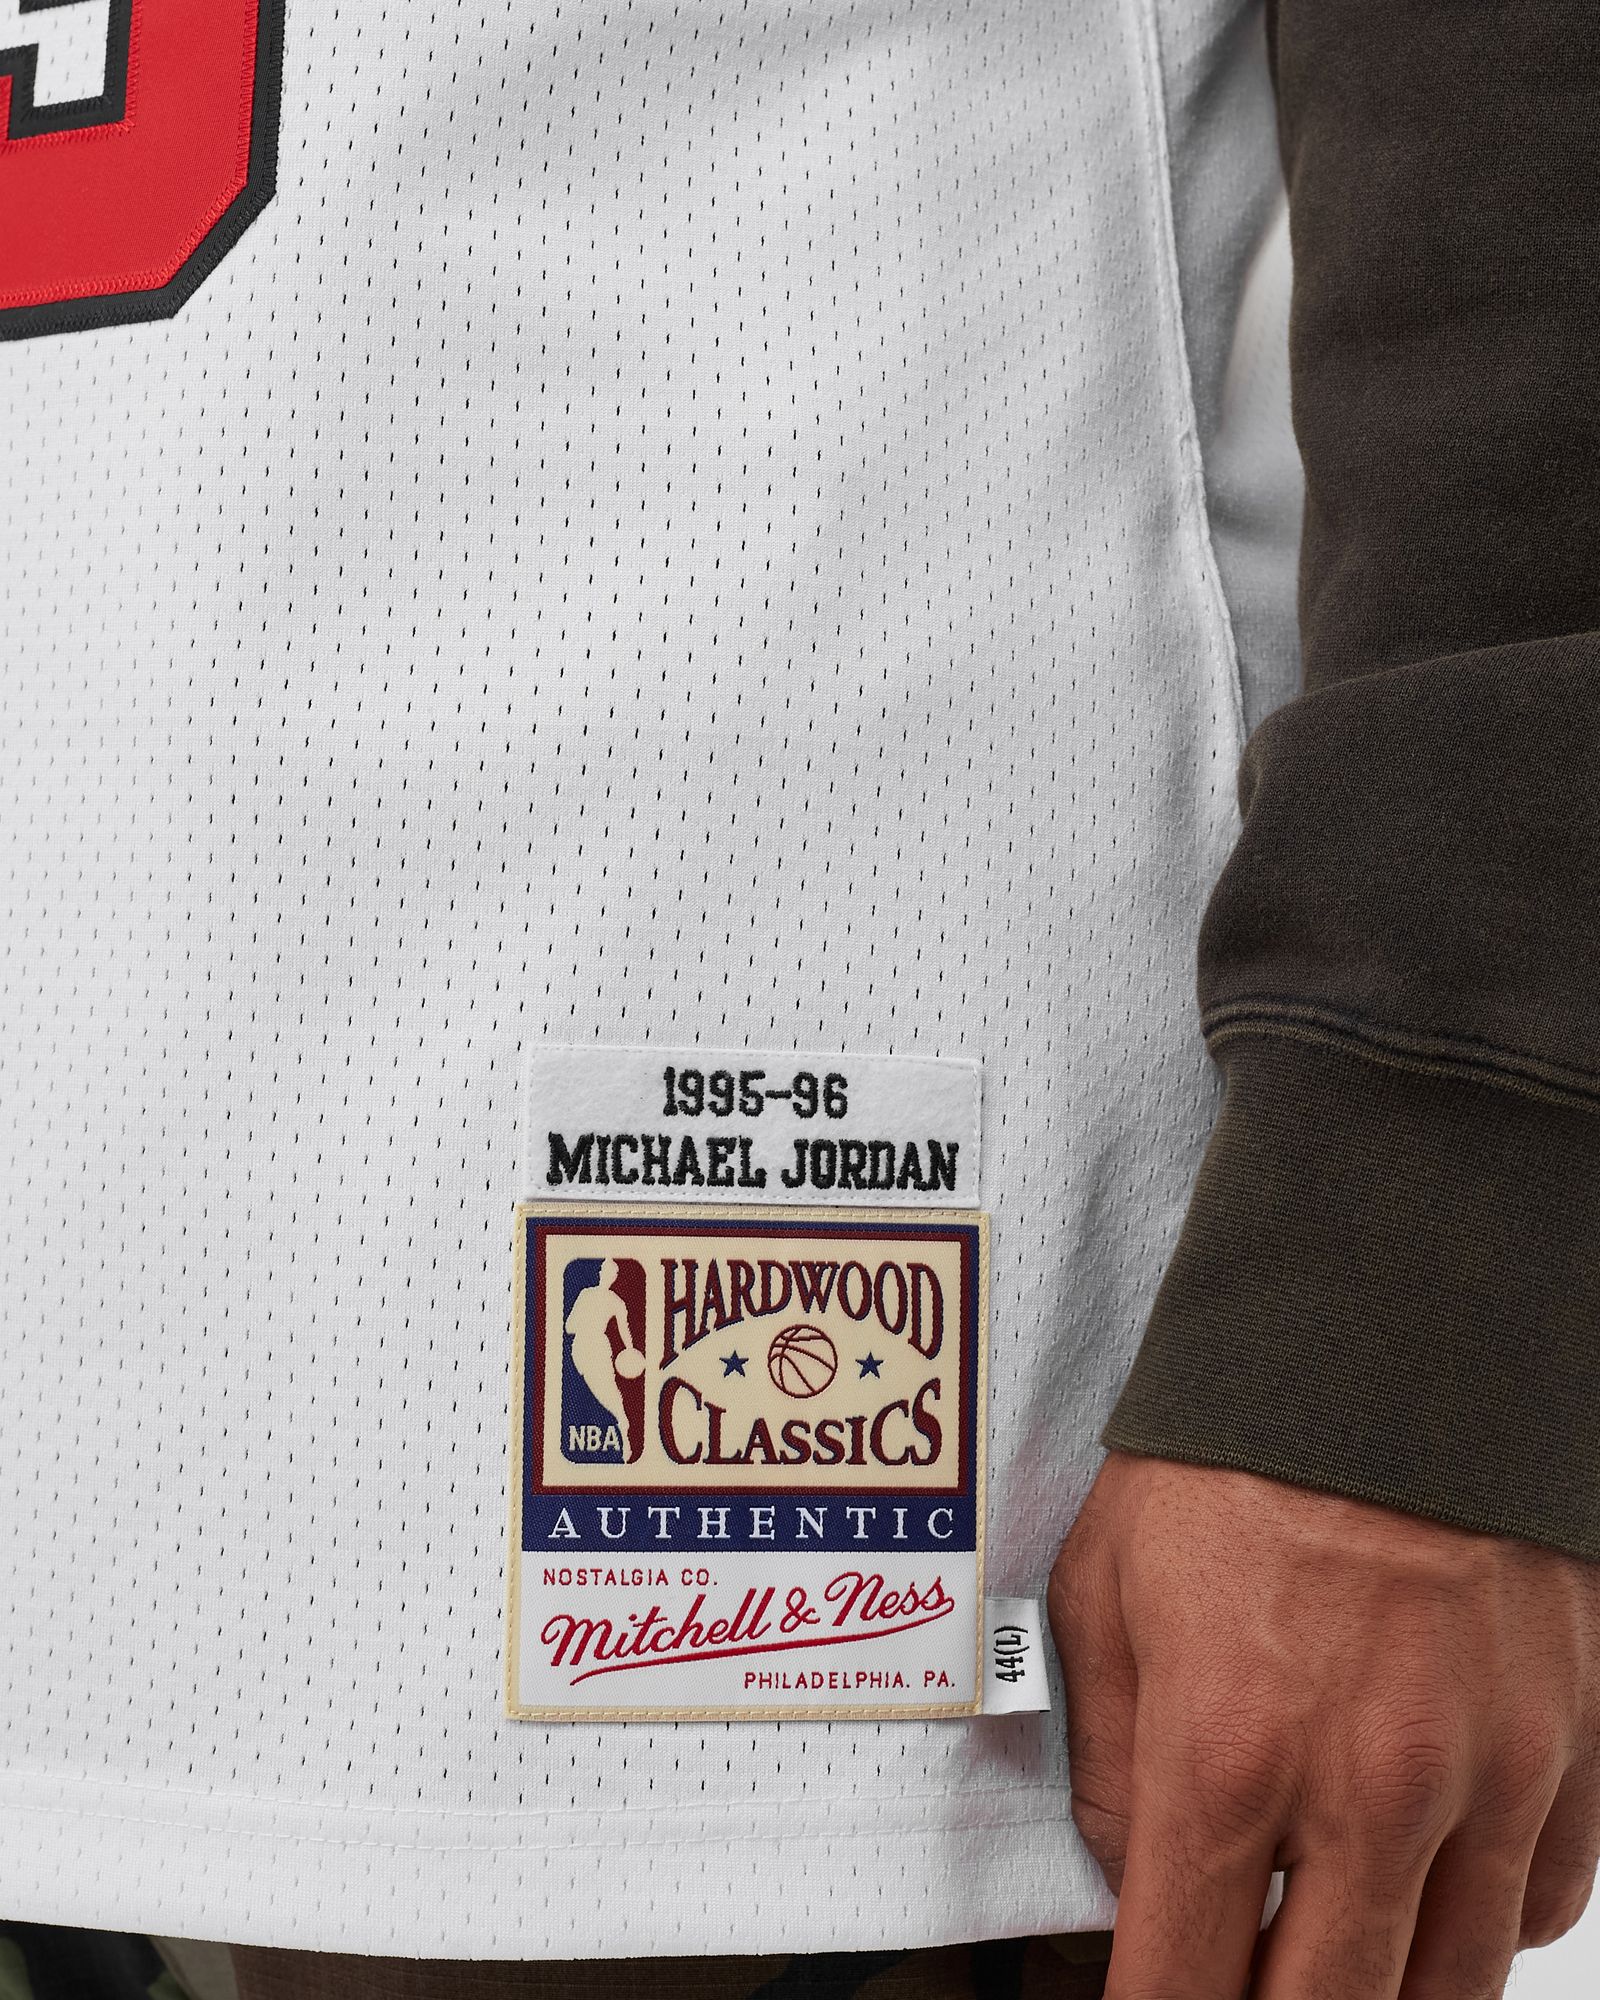 1995-96
MICHAEL JORDAN
HARDWOOD
CLASSICS
NBA
AUTHENTIC
NOSTALGIA CO.
Mitchell & Ness
PHILADELPHIA. PA.
44(L)